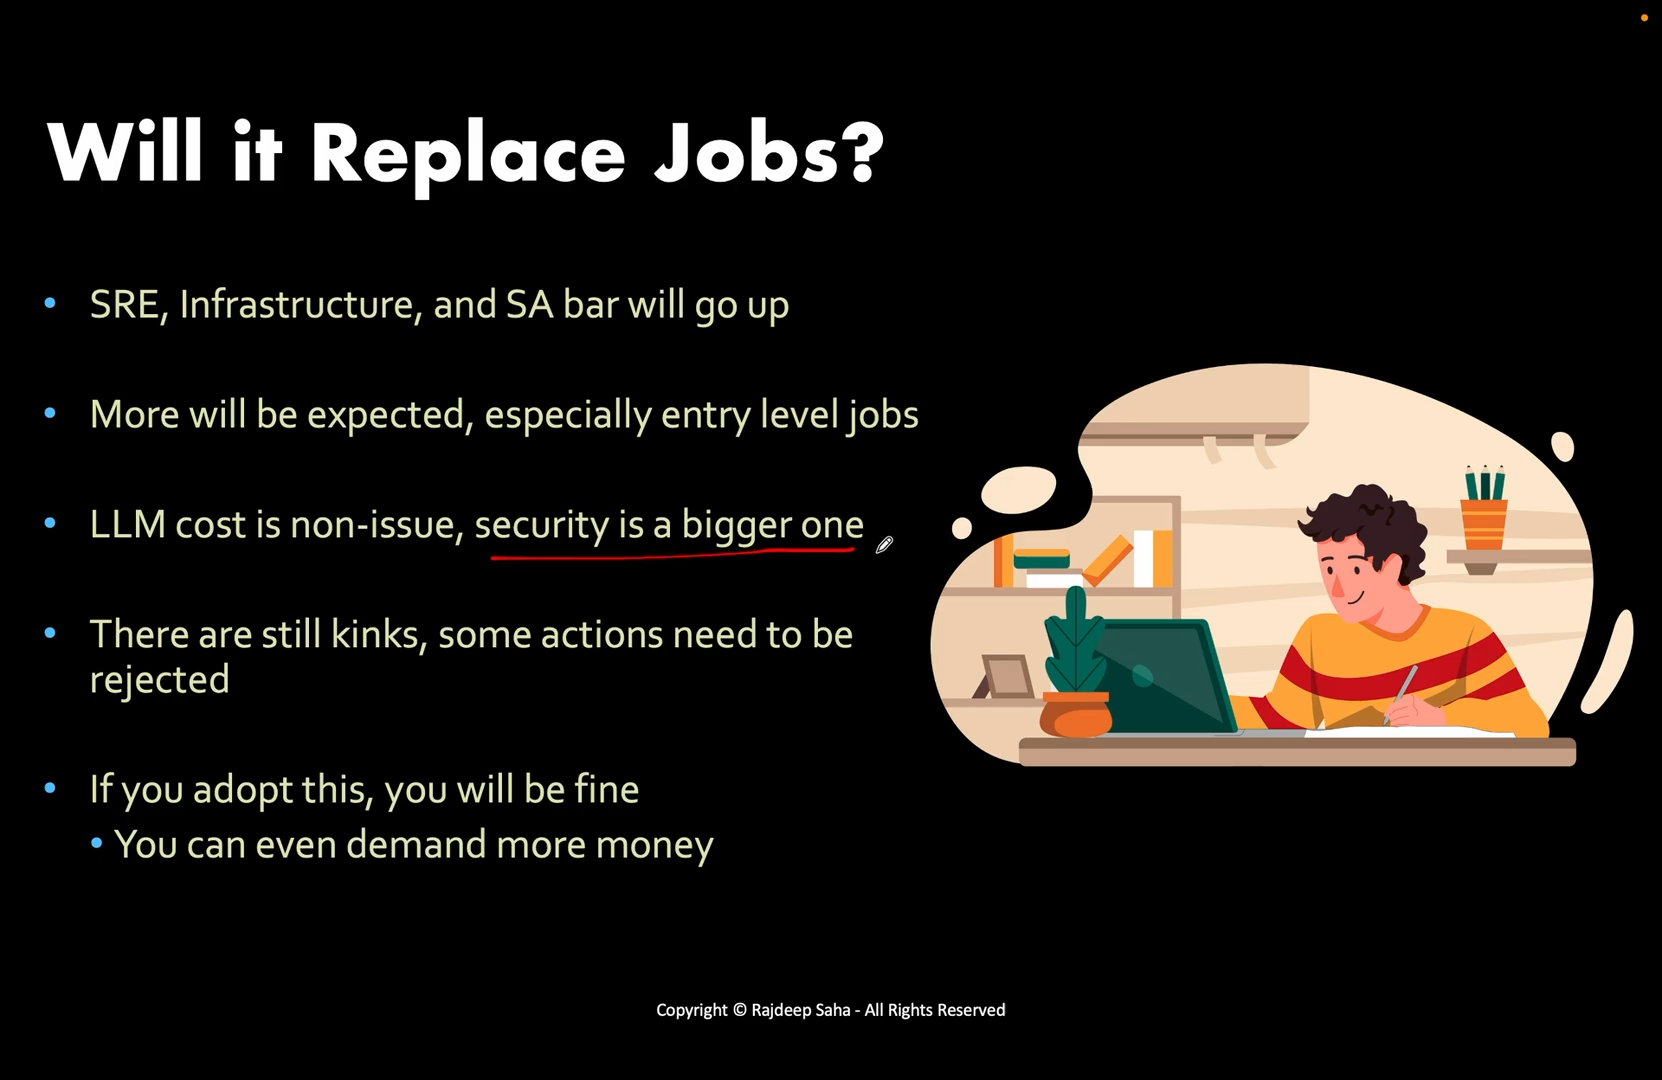 Will it Replace Jobs?
• SRE, Infrastructure, and SA bar will go up
• More will be expected, especially entry level jobs
• LLM cost is non-issue, security is a bigger one
• There are still kinks, some actions need to be
rejected
• If you adopt this, you will be fine
• You can even demand more money
Copyright © Rajdeep Saha - All Rights Reserved